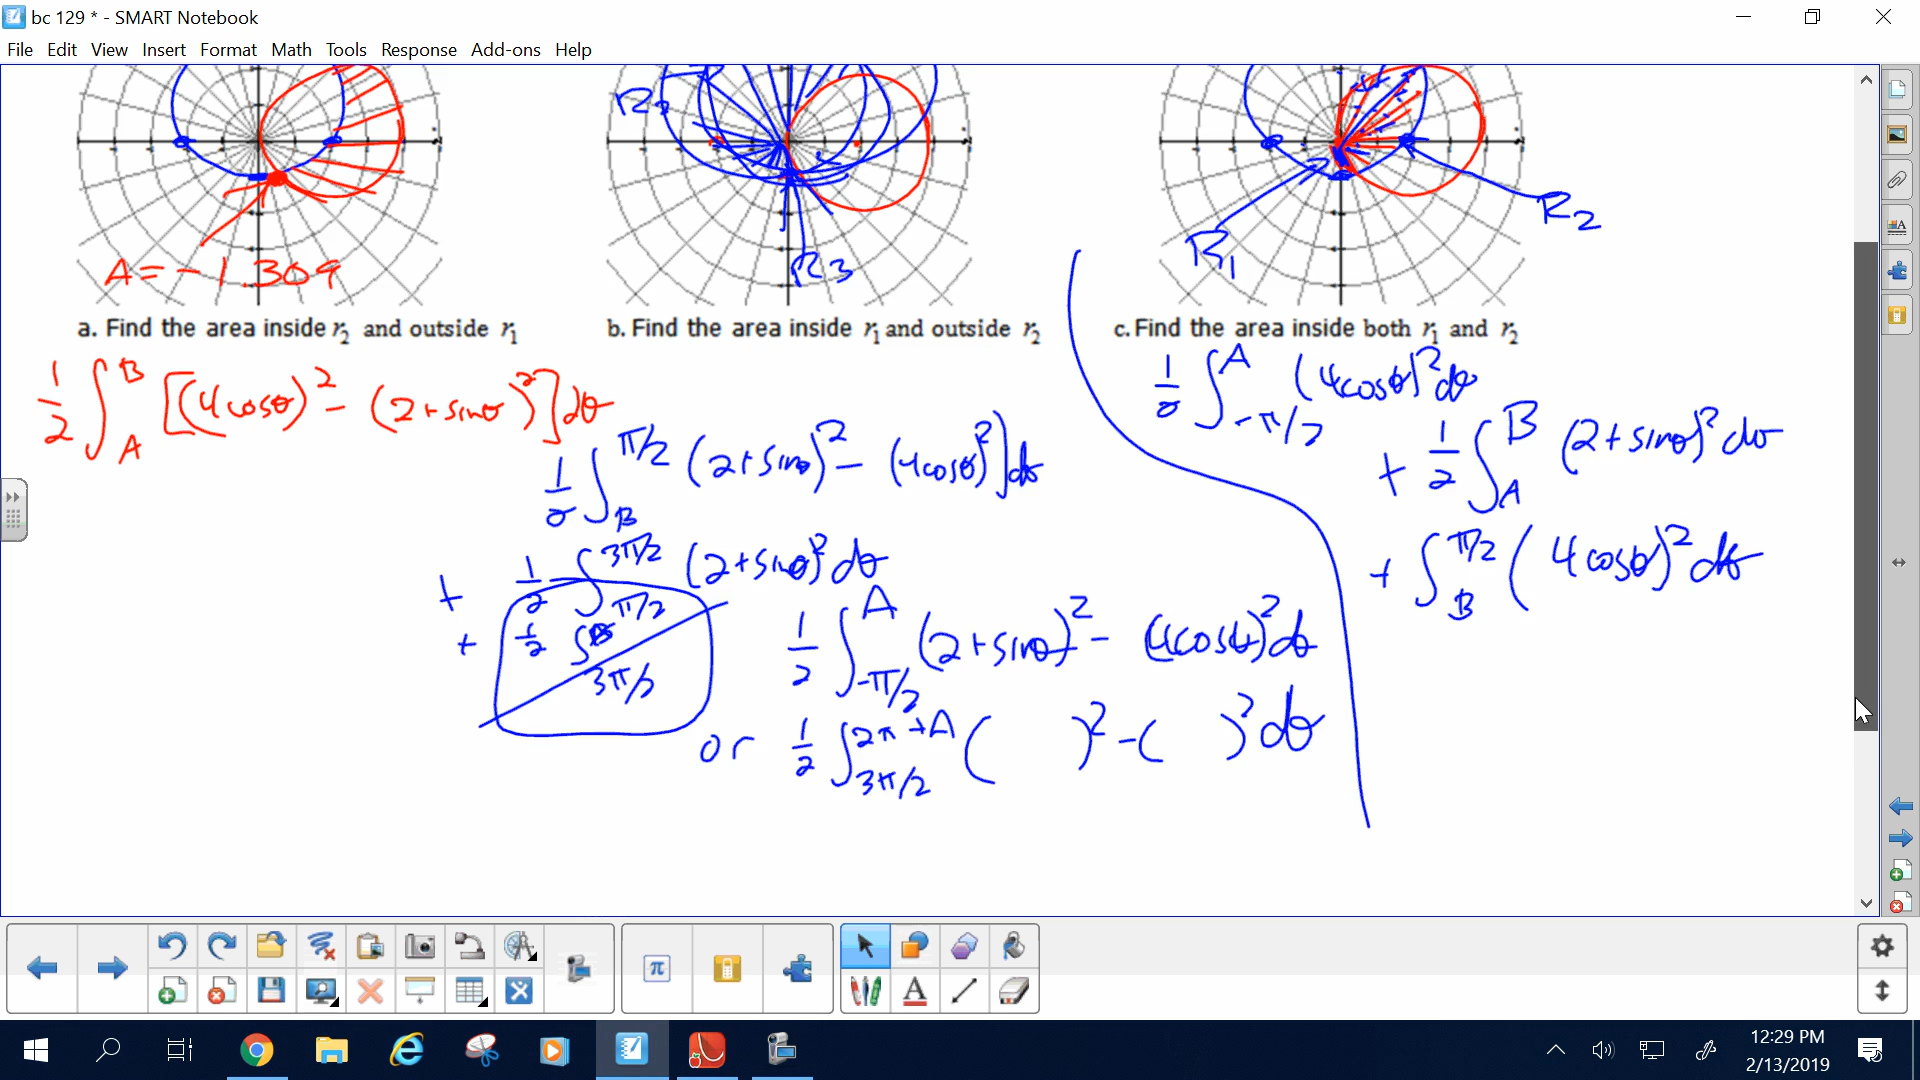 bc 129 * - SMART Notebook
File Edit View Insert Format Math Tools Response Add-ons Help
R2
R3
R1
R2
A = -1.309
a. Find the area inside r₂ and outside r₁
b. Find the area inside r₁ and outside r₂
c. Find the area inside both r₁ and r₂
1/2 ∫_A^B [(4cosθ)² - (2+sinθ)²] dθ
1/2 ∫_B^π/2 (2+sinθ)² - (4cosθ)²] dθ
+ 1/2 ∫_π/2^3π/2 (2+sinθ)² dθ
+ 1/2 ∫ 3π/2
1/2 ∫_-π/2^A (2+sinθ)² - (4cosθ)² dθ
or 1/2 ∫_3π/2^2π+A ( )² - ( )² dθ
1/2 ∫_-π/2^A (4cosθ)² dθ
+ 1/2 ∫_A^B (2+sinθ)² dθ
+ ∫_B^π/2 (4cosθ)² dθ
π
A
12:29 PM
2/13/2019